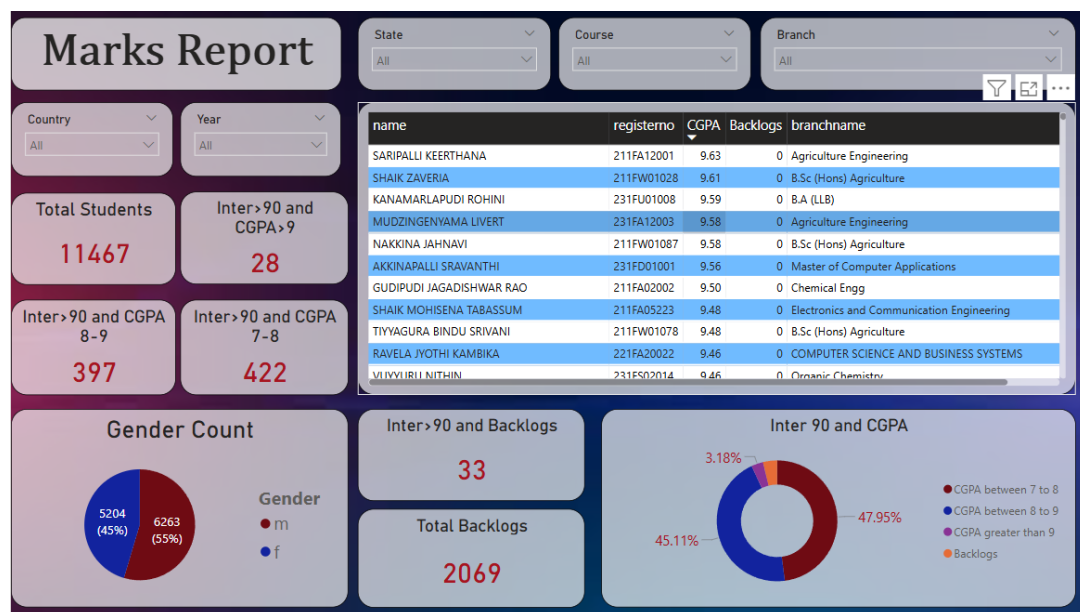 Marks Report
State
All
Course
All
Branch
All
Country
All
Year
All
name registerno CGPA Backlogs branchname
SARIPALLI KEERTHANA 211FA12001 9.63 0 Agriculture Engineering
SHAIK ZAVERIA 211FW01028 9.61 0 B.Sc (Hons) Agriculture
KANAMARLAPUDI ROHINI 231FU01008 9.59 0 B.A (LLB)
MUDZINGENYAMA LIVERT 231FA12003 9.58 0 Agriculture Engineering
NAKKINA JAHNAVI 211FW01087 9.58 0 B.Sc (Hons) Agriculture
AKKINAPALLI SRAVANTHI 231FD01001 9.56 0 Master of Computer Applications
GUDIPUDI JAGADISHWAR RAO 211FA02002 9.50 0 Chemical Engg
SHAIK MOHISENA TABASSUM 211FA05223 9.48 0 Electronics and Communication Engineering
TIYYAGURA BINDU SRIVANI 211FW01078 9.48 0 B.Sc (Hons) Agriculture
RAVELA JYOTHI KAMBIKA 221FA20022 9.46 0 COMPUTER SCIENCE AND BUSINESS SYSTEMS
VUYYURU NITHIN 231FS02014 9.46 0 Organic Chemistry
Total Students
11467
Inter>90 and
CGPA>9
28
Inter>90 and CGPA
8-9
397
Inter>90 and CGPA
7-8
422
Gender Count
5204
(45%)
6263
(55%)
Gender
m
f
Inter>90 and Backlogs
33
Total Backlogs
2069
Inter 90 and CGPA
3.18%
47.95%
45.11%
CGPA between 7 to 8
CGPA between 8 to 9
CGPA greater than 9
Backlogs